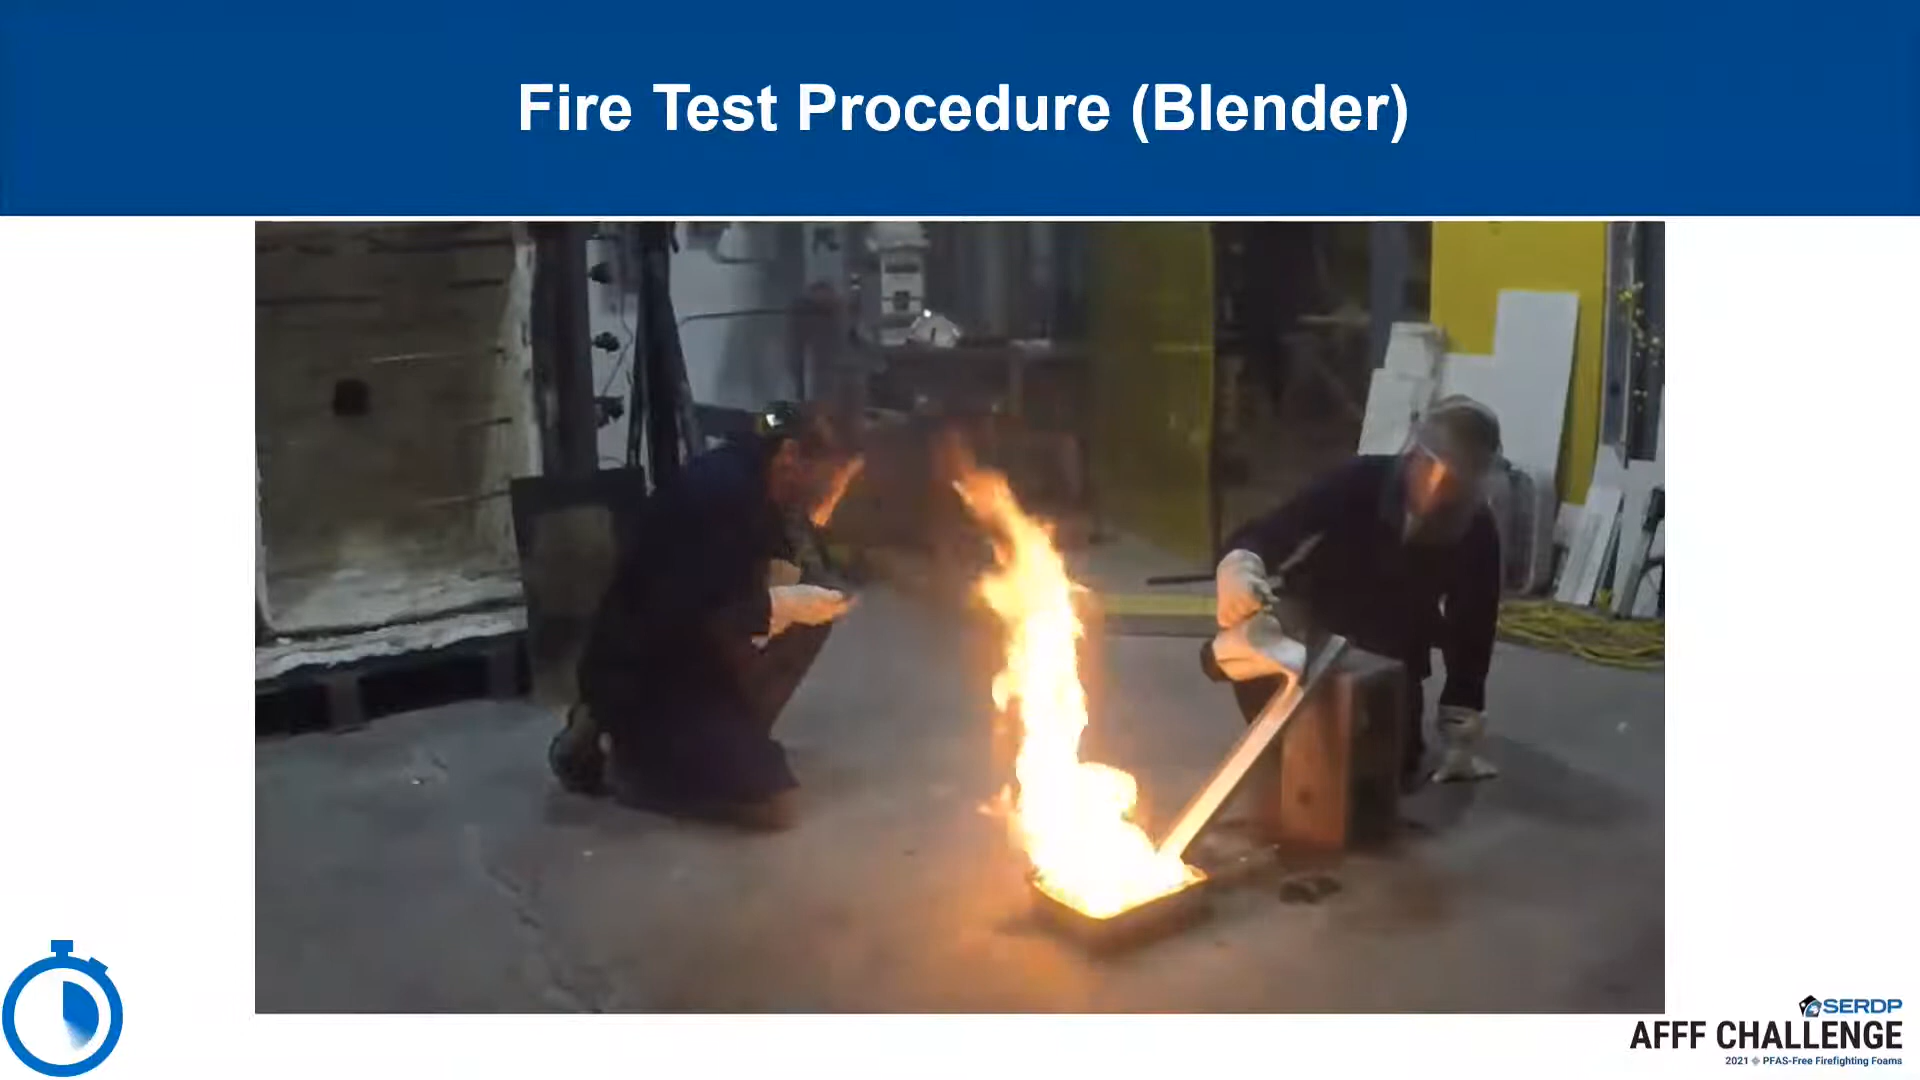 Fire Test Procedure (Blender)
SERDP
AFFF CHALLENGE
2021 ◆ PFAS-Free Firefighting Foams